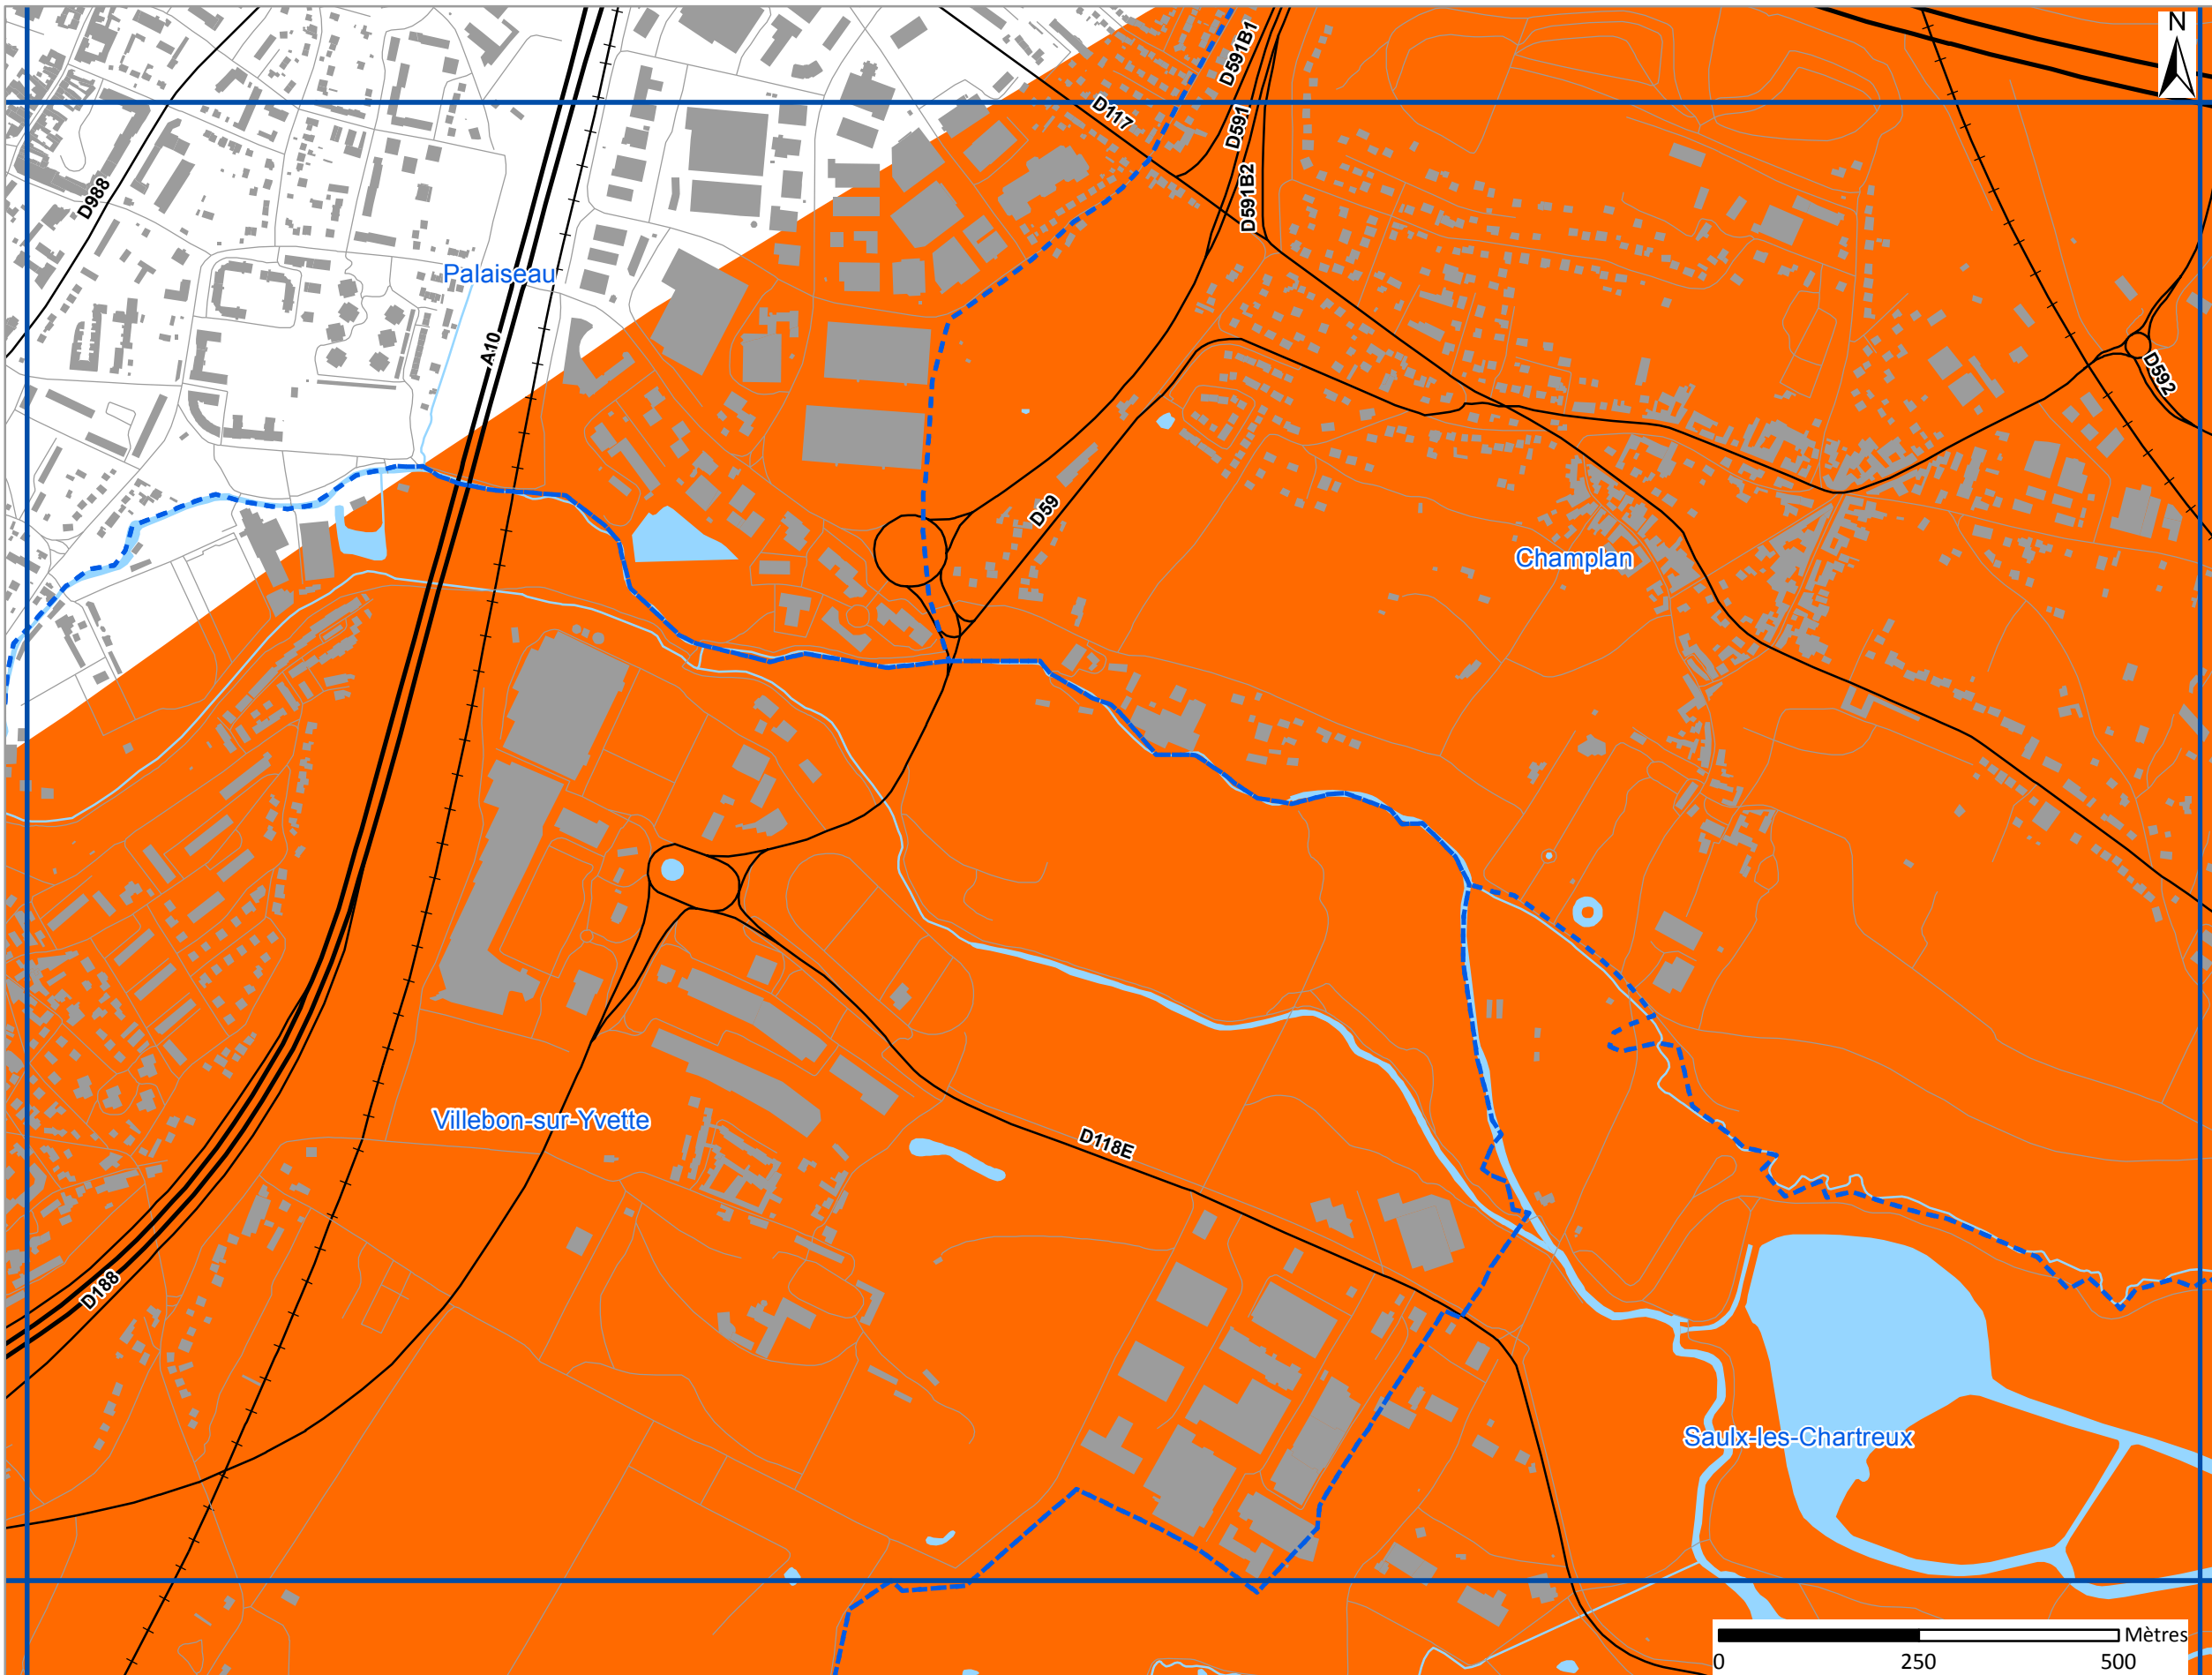 N
D591B1
D117
D591
D591B2
D988
Palaiseau
A10
D592
D59
Champlan
Villebon-sur-Yvette
D118E
D188
Saulx-les-Chartreux
Mètres
0 250 500